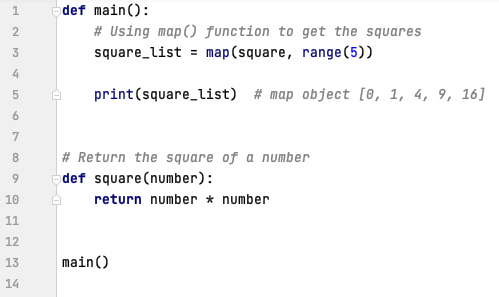 1 def main():
2     # Using map() function to get the squares
3     square_list = map(square, range(5))
4
5     print(square_list)  # map object [0, 1, 4, 9, 16]
6
7
8 # Return the square of a number
9 def square(number):
10     return number * number
11
12
13 main()
14